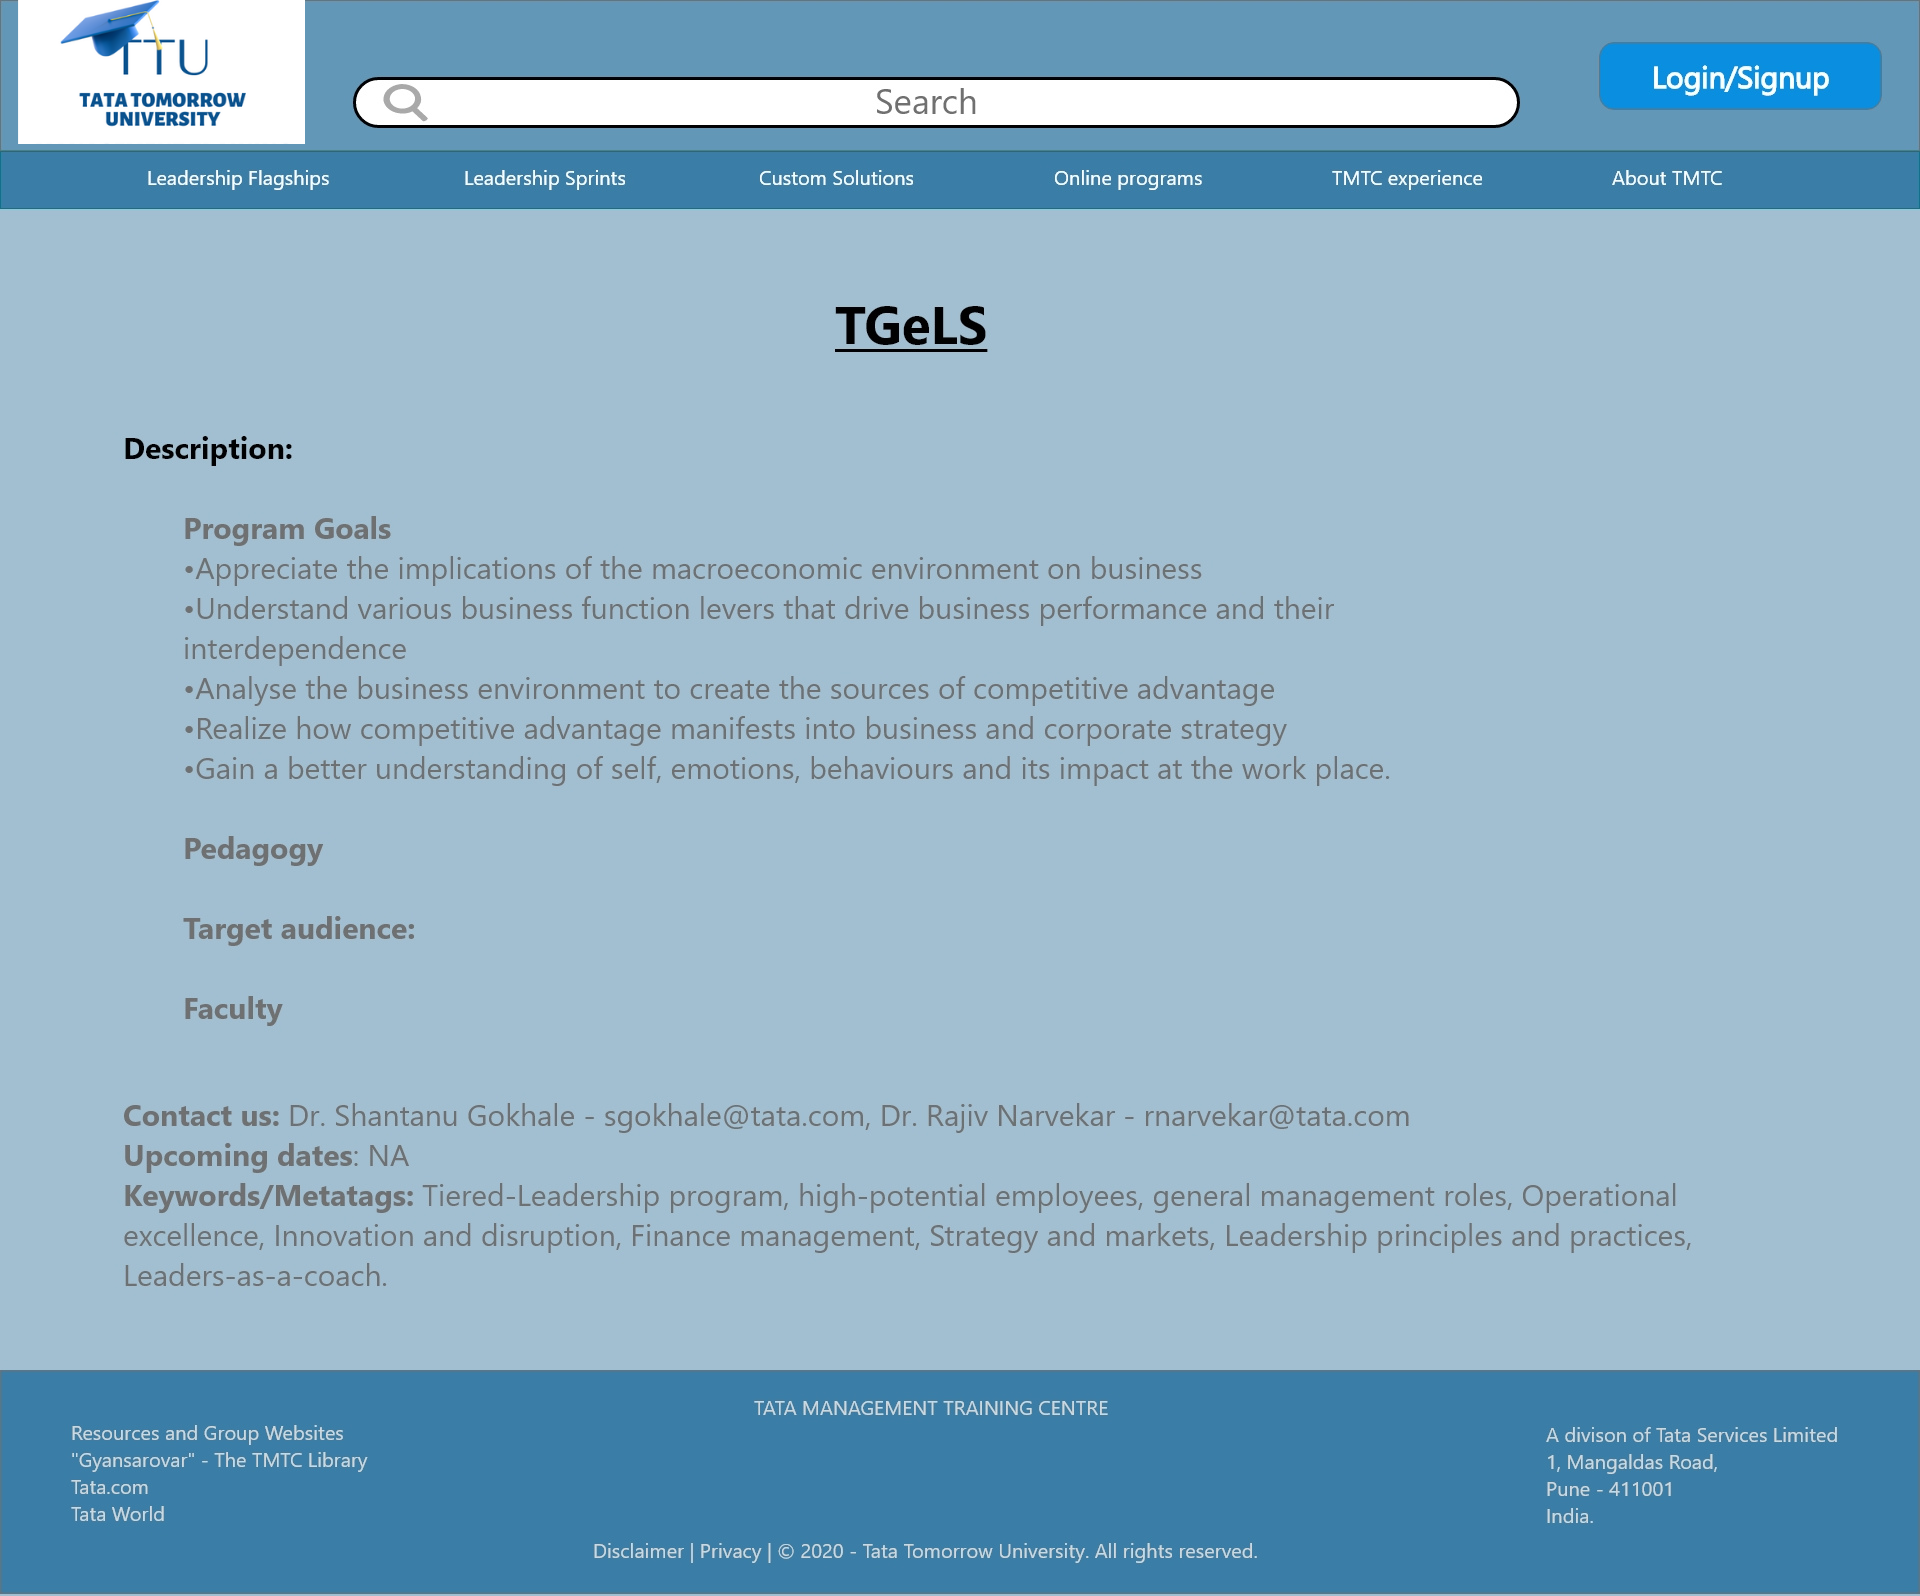 TTU
TATA TOMORROW
UNIVERSITY
Search
Login/Signup
Leadership Flagships
Leadership Sprints
Custom Solutions
Online programs
TMTC experience
About TMTC
TGeLS
Description:
Program Goals
•Appreciate the implications of the macroeconomic environment on business
•Understand various business function levers that drive business performance and their
interdependence
•Analyse the business environment to create the sources of competitive advantage
•Realize how competitive advantage manifests into business and corporate strategy
•Gain a better understanding of self, emotions, behaviours and its impact at the work place.
Pedagogy
Target audience:
Faculty
Contact us: Dr. Shantanu Gokhale - sgokhale@tata.com, Dr. Rajiv Narvekar - rnarvekar@tata.com
Upcoming dates: NA
Keywords/Metatags: Tiered-Leadership program, high-potential employees, general management roles, Operational
excellence, Innovation and disruption, Finance management, Strategy and markets, Leadership principles and practices,
Leaders-as-a-coach.
TATA MANAGEMENT TRAINING CENTRE
Resources and Group Websites
"Gyansarovar" - The TMTC Library
Tata.com
Tata World
A divison of Tata Services Limited
1, Mangaldas Road,
Pune - 411001
India.
Disclaimer | Privacy | © 2020 - Tata Tomorrow University. All rights reserved.